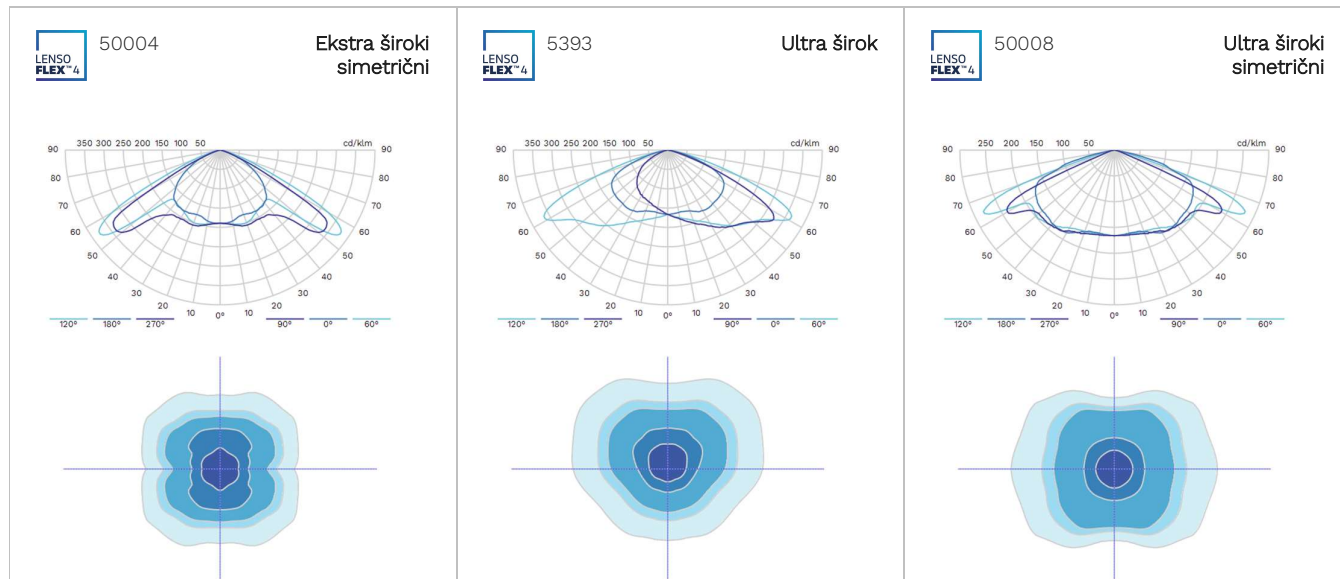 LENSO
FLEX™4
50004
Ekstra široki
simetrični
90 350 300 250 200 150 100 50 cd/klm 90
80 80
70 70
60 60
50 50
40 40
30 30
20 20
10 0° 10
120° 180° 270° 90° 0° 60°
LENSO
FLEX™4
5393
Ultra širok
90 350 300 250 200 150 100 50 cd/klm 90
80 80
70 70
60 60
50 50
40 40
30 30
20 20
10 0° 10
120° 180° 270° 90° 0° 60°
LENSO
FLEX™4
50008
Ultra široki
simetrični
90 250 200 150 100 50 cd/klm 90
80 80
70 70
60 60
50 50
40 40
30 30
20 20
10 0° 10
120° 180° 270° 90° 0° 60°